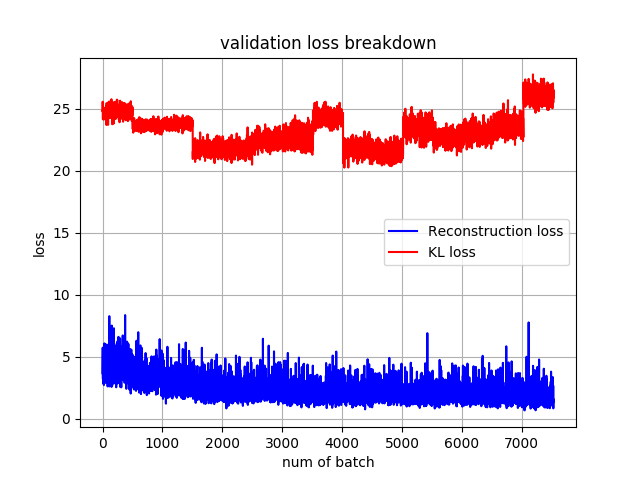 validation loss breakdown
loss
25
20
15
10
5
0
Reconstruction loss
KL loss
0 1000 2000 3000 4000 5000 6000 7000
num of batch